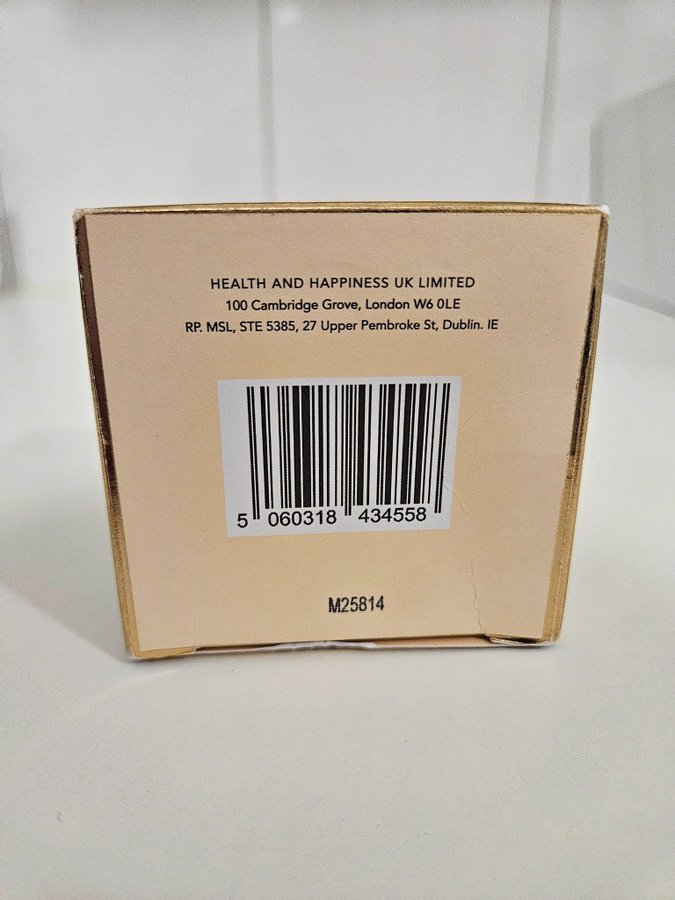 HEALTH AND HAPPINESS UK LIMITED
100 Cambridge Grove, London W6 0LE
RP. MSL, STE 5385, 27 Upper Pembroke St, Dublin. IE
5 060318 434558
M25814